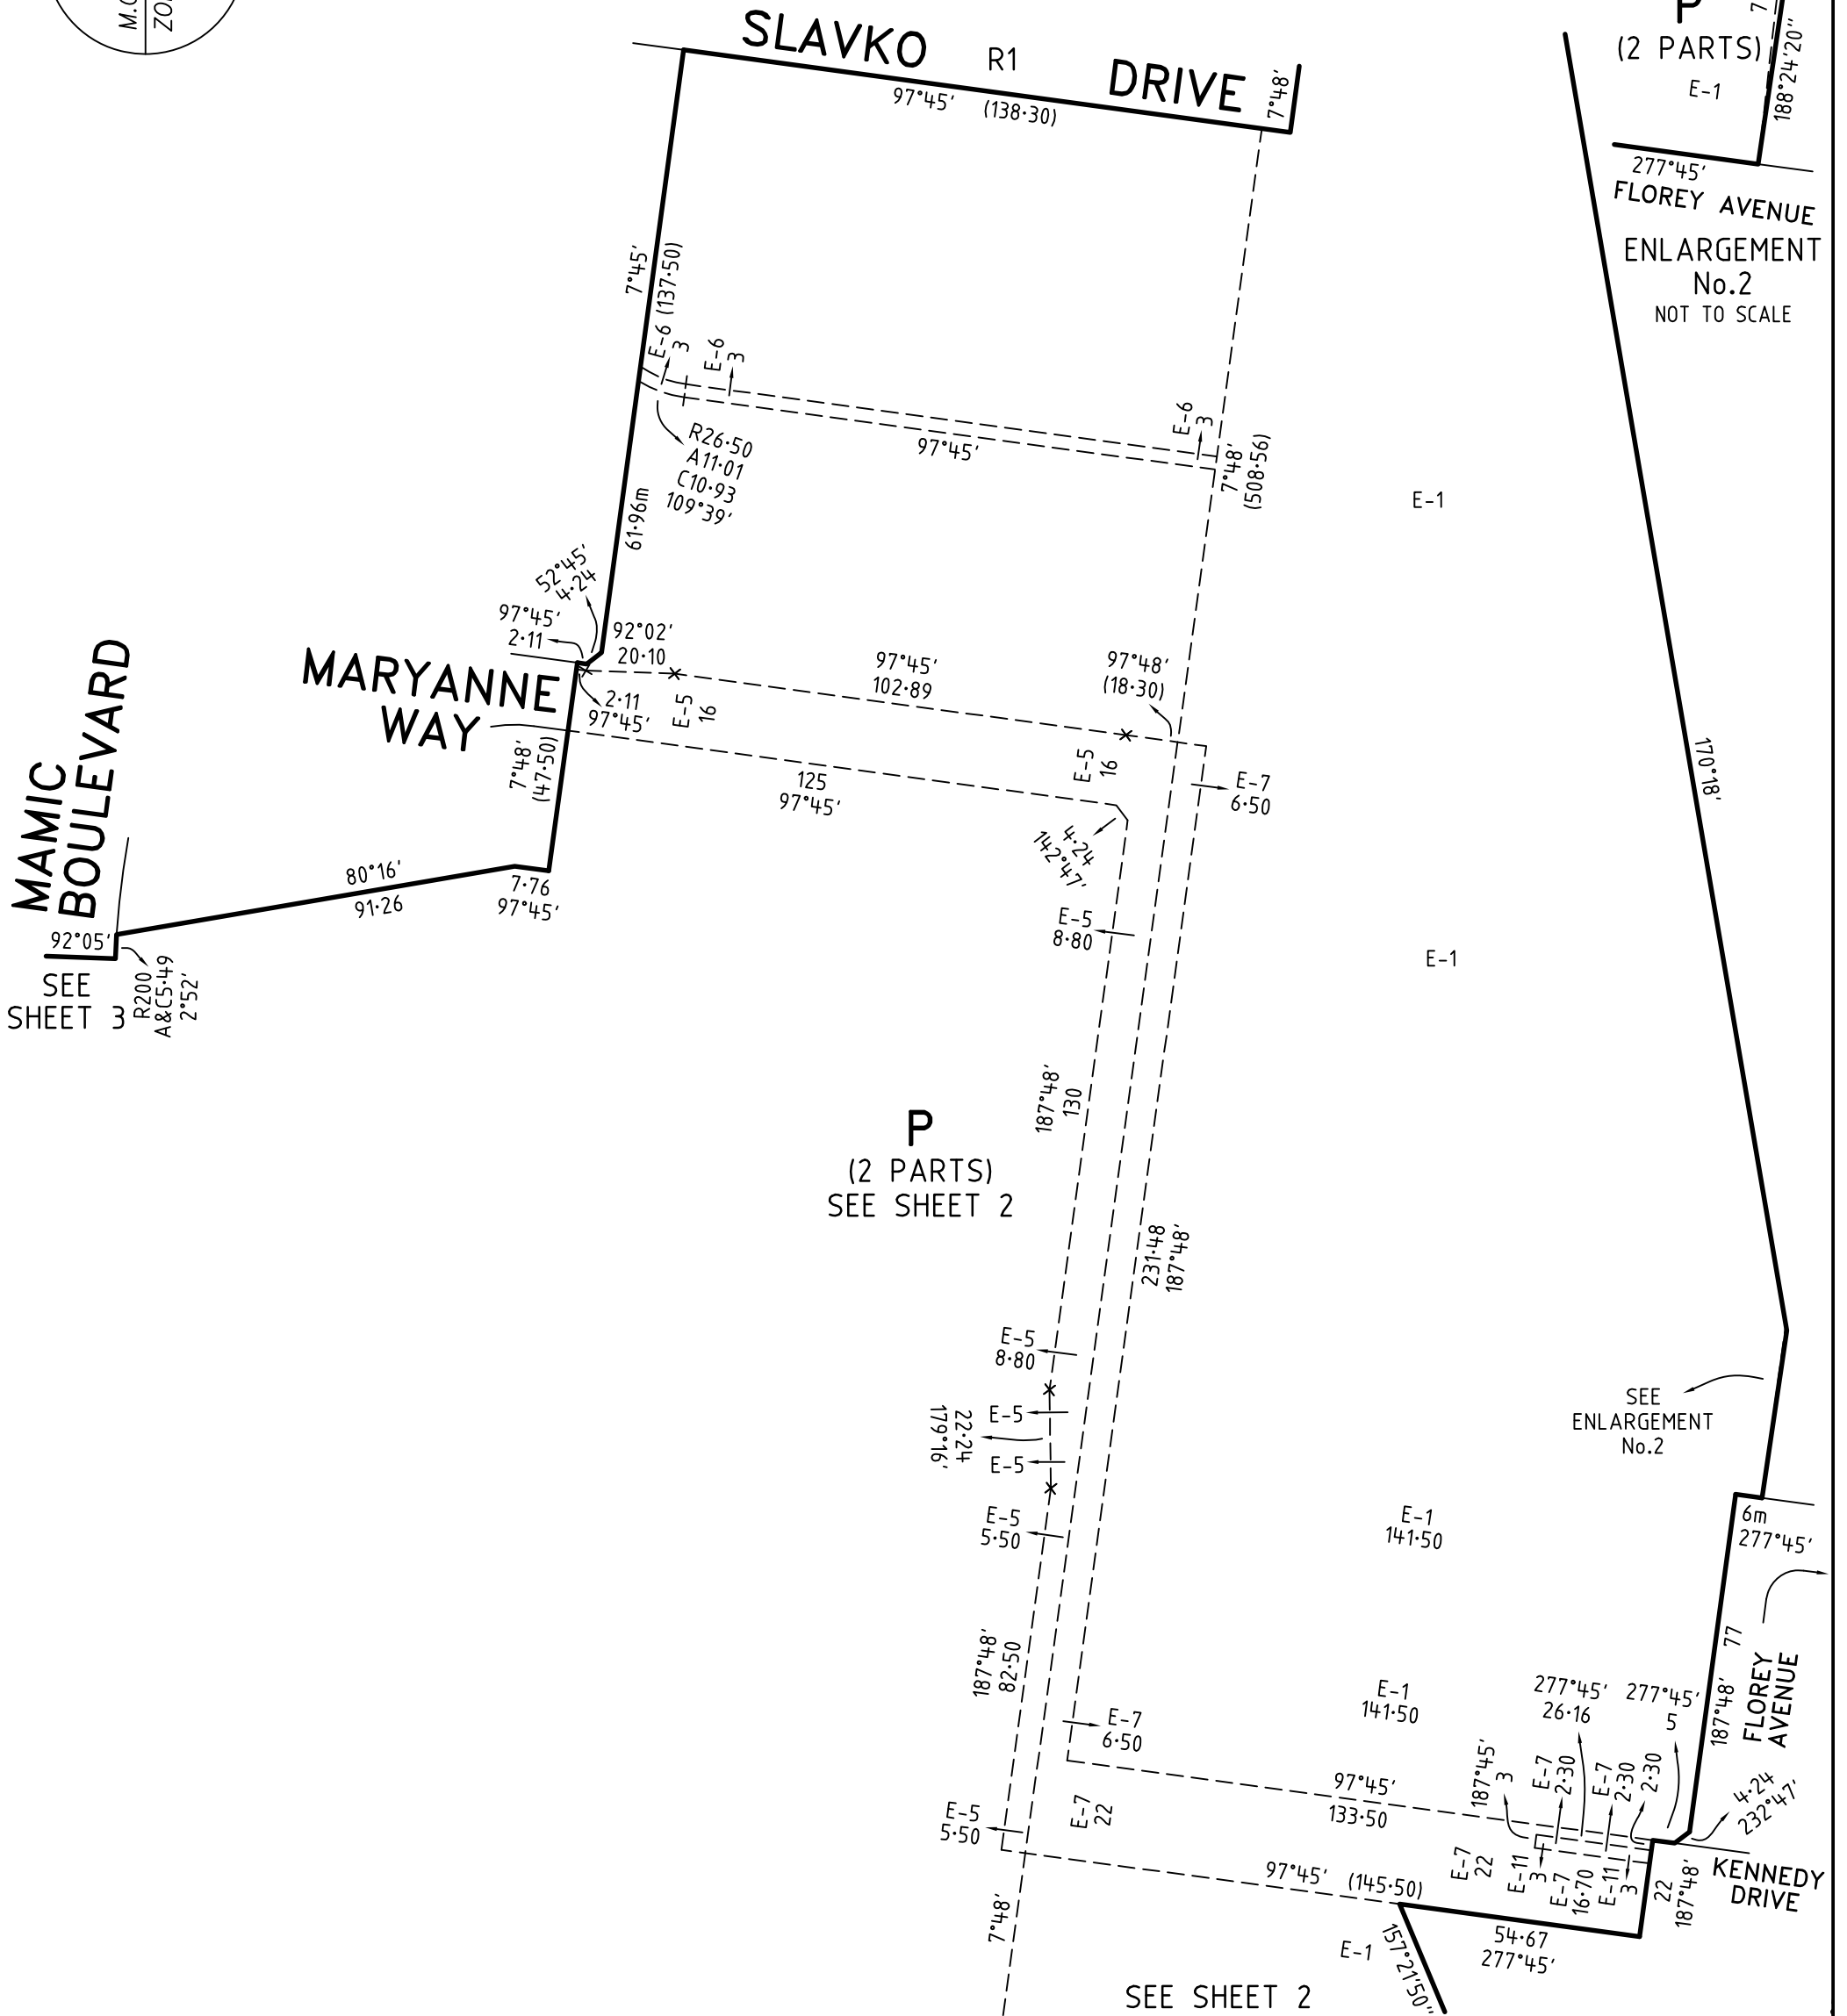 M.G
ZO
SLAVKO R1 DRIVE
97°45' (138·30)
7°48'
P
(2 PARTS)
E-1
7
188°24'20"
277°45'
FLOREY AVENUE
ENLARGEMENT
No.2
NOT TO SCALE
7°45'
(137·50)
E-6
3
E-6
3
E-6
3
R26·50
A11·01
C10·93
109°39'
97°45'
7°48'
(508·56)
E-1
61·96m
52°45'
4·24
97°45'
2·11
92°02'
20·10
97°45'
102·89
97°48'
(18·30)
MARYANNE
WAY
2·11
97°45'
E-5
16
E-5
16
E-7
6·50
7°48'
(47·50)
125
97°45'
4·24
142°47'
170°18'
MAMIC
BOULEVARD
80°16'
91·26
7·76
97°45'
92°05'
SEE
SHEET 3
R200
A&C5·49
2°52'
E-5
8·80
E-1
187°48'
130
P
(2 PARTS)
SEE SHEET 2
231·48
187°48'
E-5
8·80
E-5
22·24
179°16'
E-5
E-5
5·50
SEE
ENLARGEMENT
No.2
E-1
141·50
6m
277°45'
187°48'
82·50
77
187°48'
FLOREY
AVENUE
E-1
141·50
277°45'
26·16
277°45'
5
E-7
6·50
187°45'
3
E-7
2·30
E-7
2·30
2·30
4·24
232°47'
97°45'
133·50
E-5
5·50
E-7
22
E-7
22
E-11
3
E-7
16·70
E-11
3
22
187°48'
KENNEDY
DRIVE
97°45' (145·50)
7°48'
54·67
277°45'
E-1
157°21'50"
SEE SHEET 2